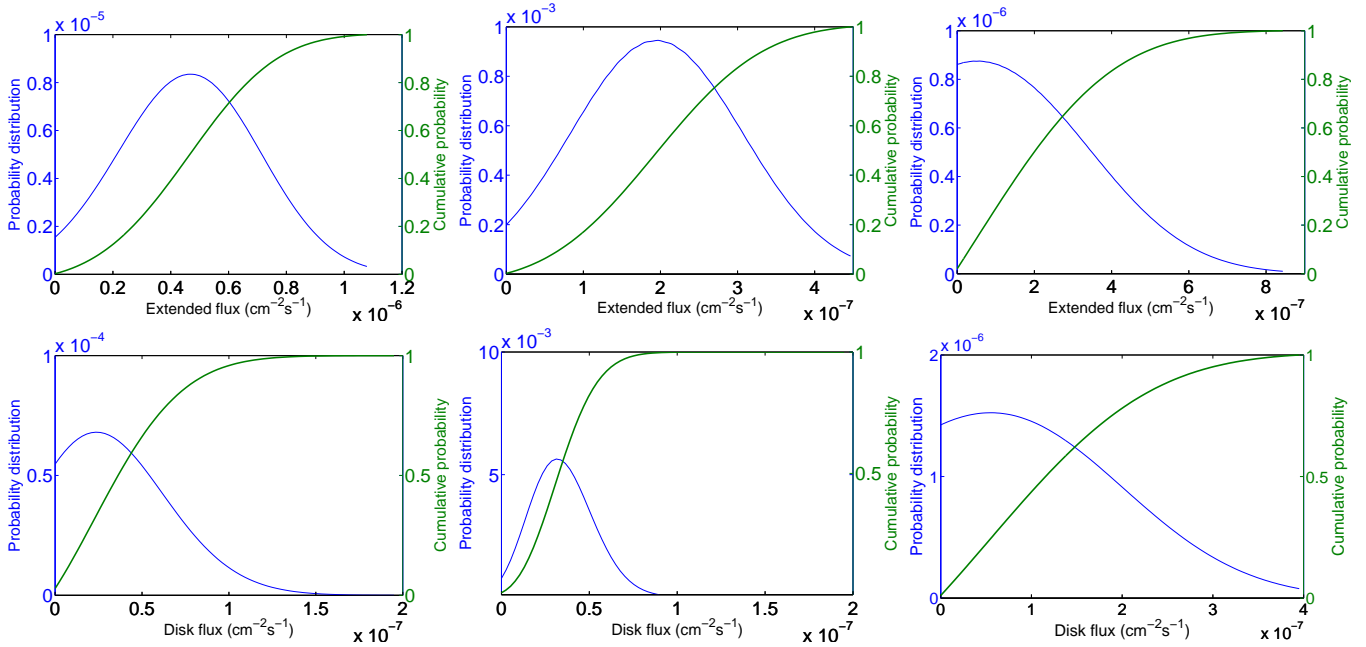 x 10⁻⁵
Probability distribution
1
0.8
0.6
0.4
0.2
0
0 0.2 0.4 0.6 0.8 1 1.2
Extended flux (cm⁻²s⁻¹)
x 10⁻⁶
1
0.8
0.6
0.4
0.2
0
Cumulative probability
x 10⁻³
Probability distribution
1
0.8
0.6
0.4
0.2
0
0 1 2 3 4
Extended flux (cm⁻²s⁻¹)
x 10⁻⁷
1
0.8
0.6
0.4
0.2
0
Cumulative probability
x 10⁻⁶
Probability distribution
1
0.8
0.6
0.4
0.2
0
0 2 4 6 8
Extended flux (cm⁻²s⁻¹)
x 10⁻⁷
1
0.8
0.6
0.4
0.2
0
Cumulative probability
x 10⁻⁴
Probability distribution
1
0.5
0
0 0.5 1 1.5 2
Disk flux (cm⁻²s⁻¹)
x 10⁻⁷
1
0.5
0
Cumulative probability
x 10⁻³
Probability distribution
10
5
0 0.5 1 1.5 2
Disk flux (cm⁻²s⁻¹)
x 10⁻⁷
1
0.5
0
Cumulative probability
x 10⁻⁶
Probability distribution
2
1
0
0 1 2 3 4
Disk flux (cm⁻²s⁻¹)
x 10⁻⁷
1
0.5
0
Cumulative probability